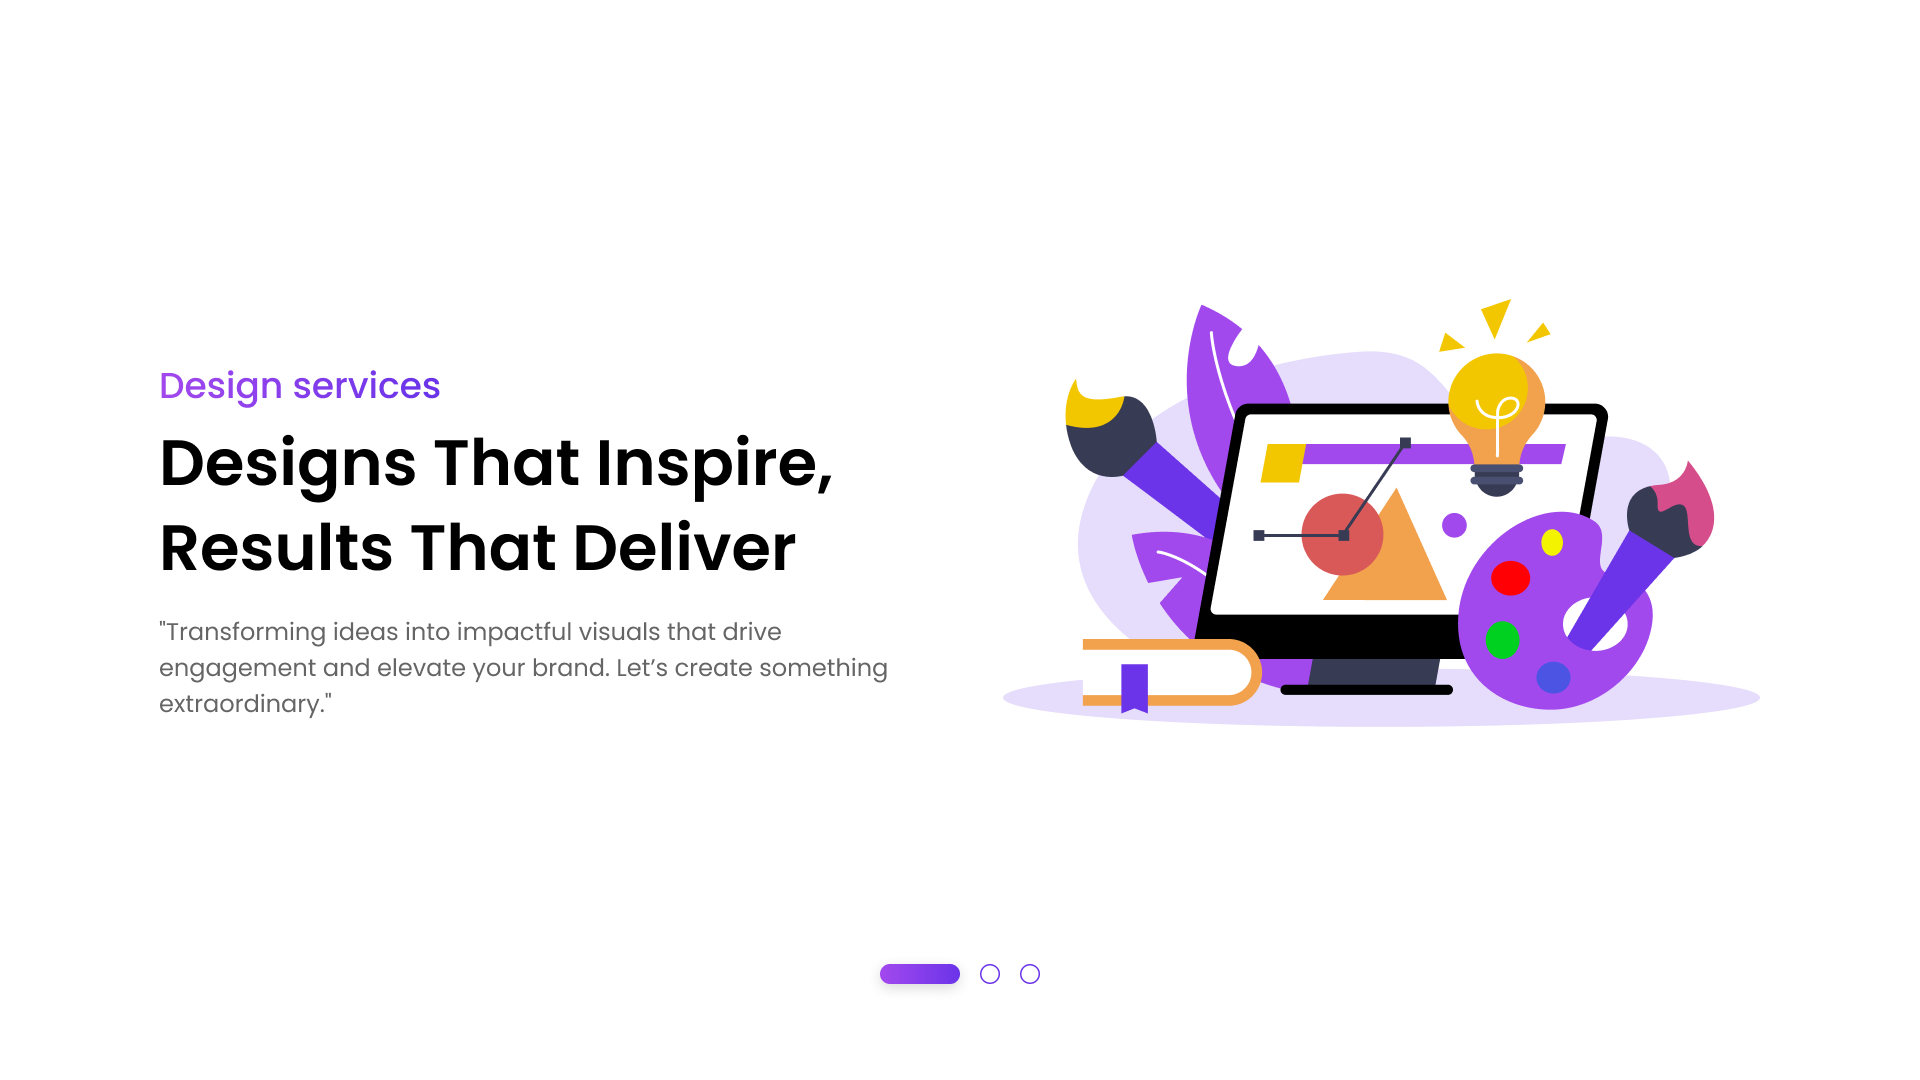 Design services
Designs That Inspire,
Results That Deliver
"Transforming ideas into impactful visuals that drive
engagement and elevate your brand. Let’s create something
extraordinary."